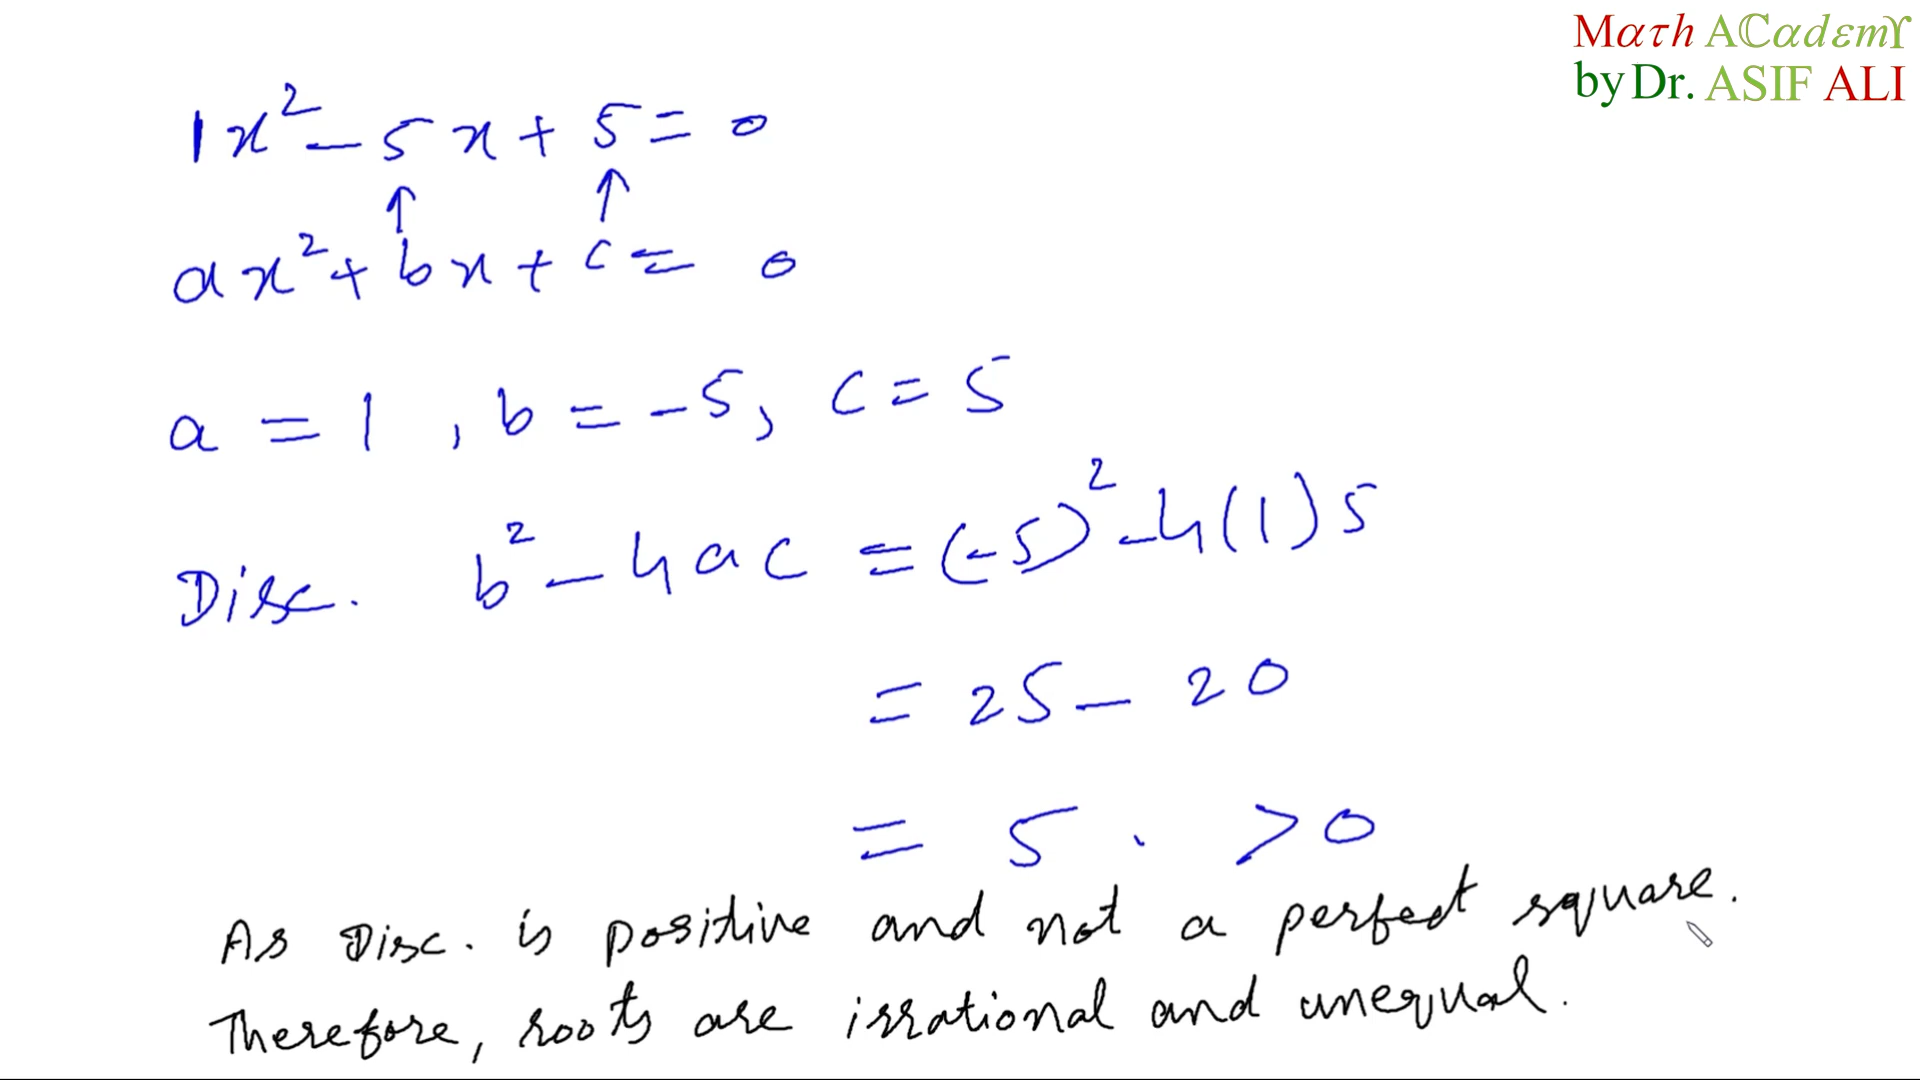 Math ACademy
by Dr. ASIF ALI
1x² - 5x + 5 = 0
↑ ↑
ax² + bx + c = 0
a = 1, b = -5, c = 5
Disc. b² - 4ac = (-5)² - 4(1)5
= 25 - 20
= 5. > 0
As Disc. is positive and not a perfect square.
Therefore, roots are irrational and unequal.